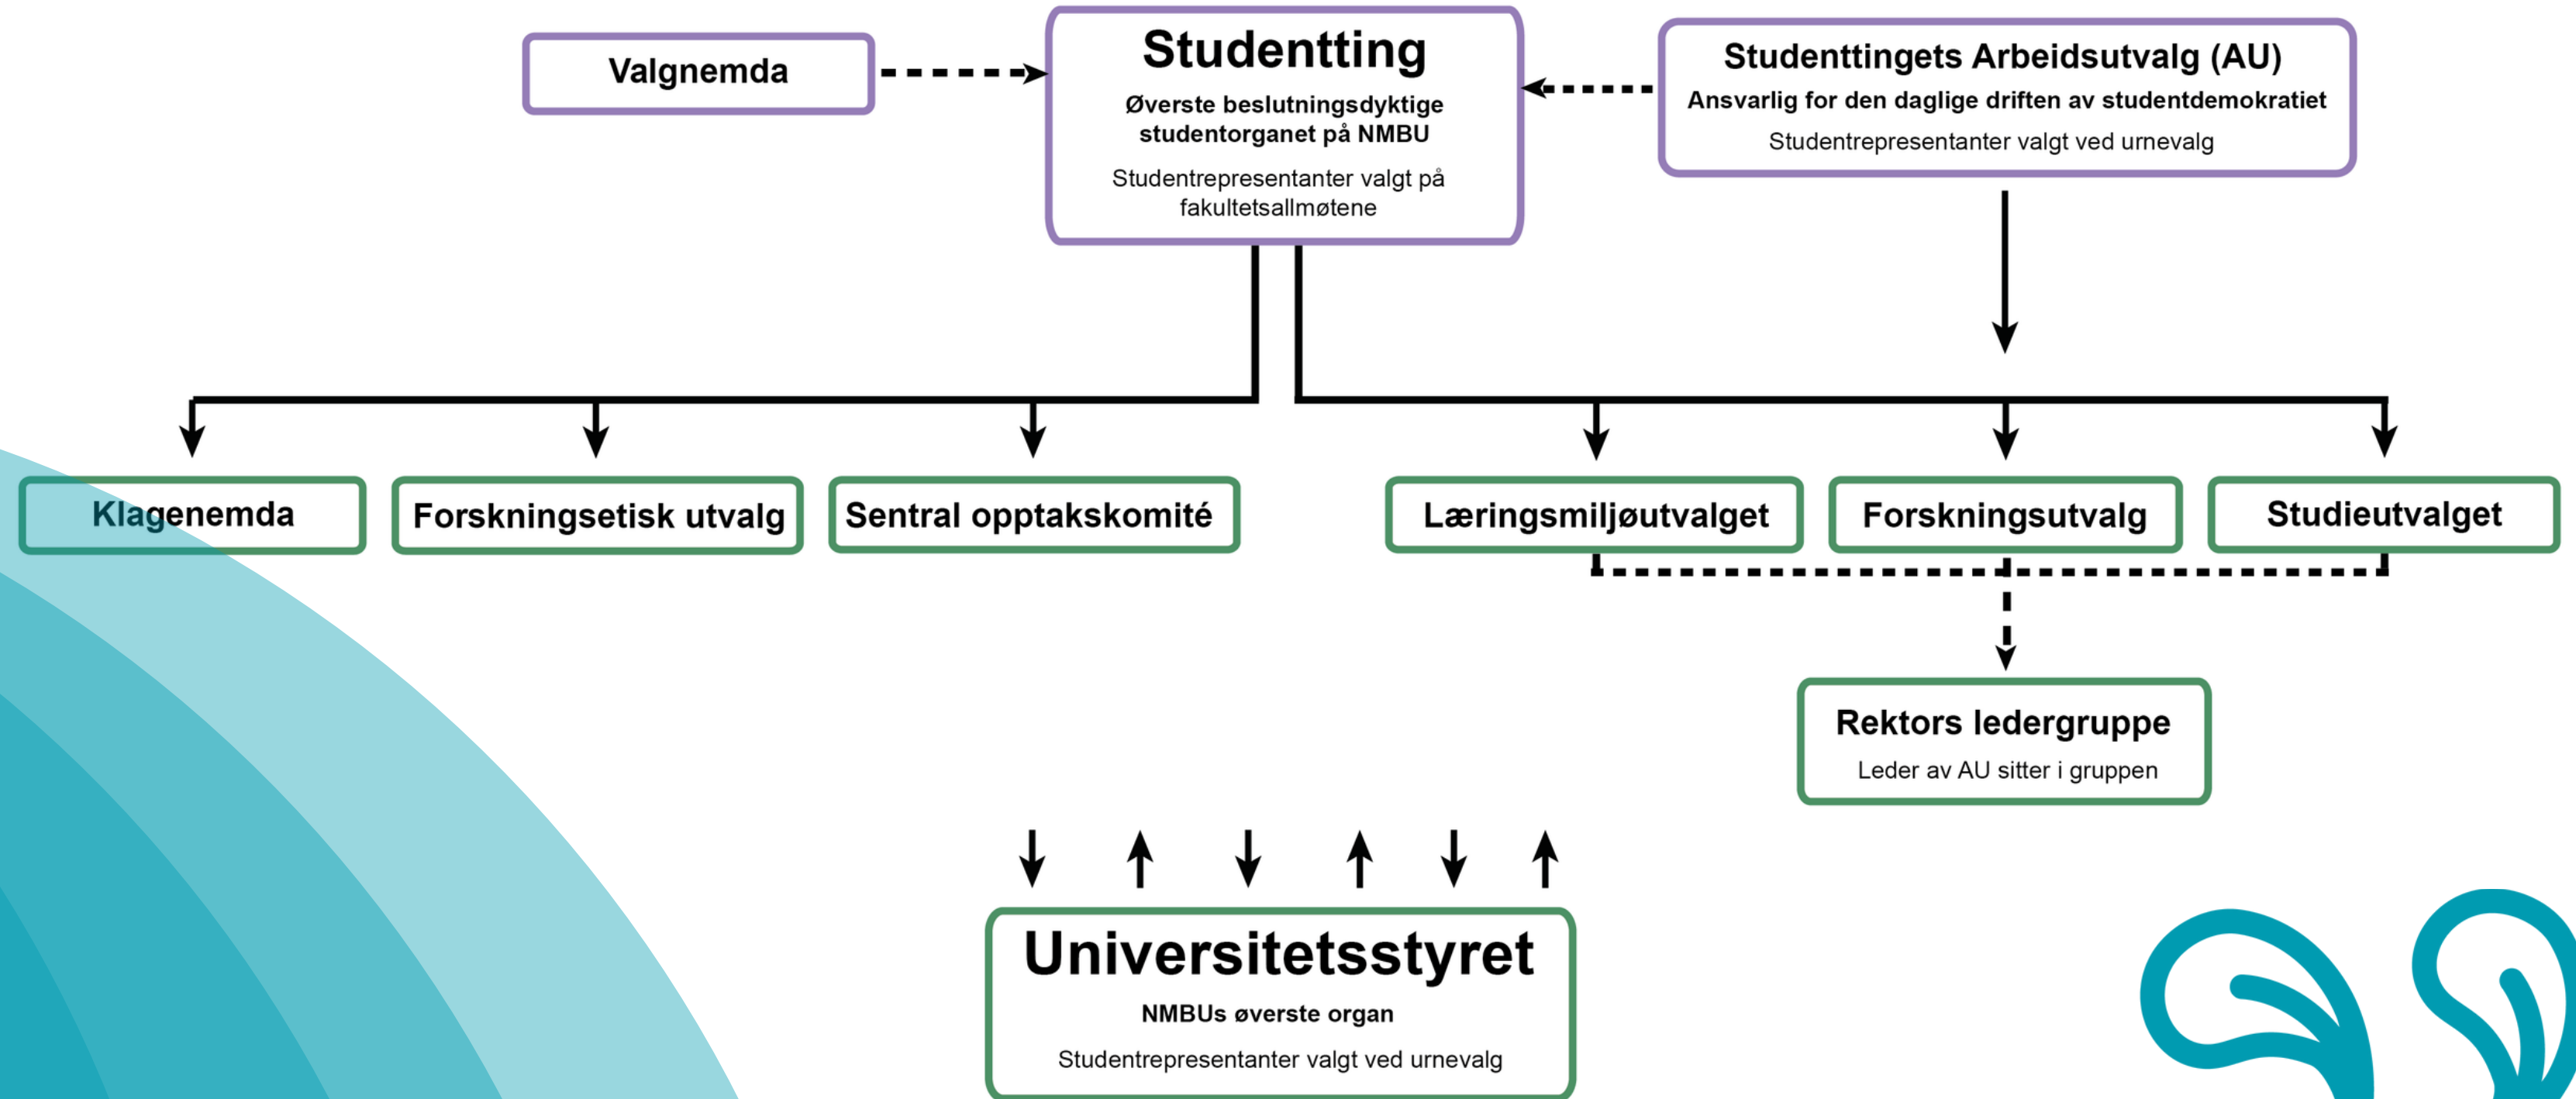 Valgnemda
Studentting
Øverste beslutningsdyktige
studentorganet på NMBU
Studentrepresentanter valgt på
fakultetsallmøtene
Studenttingets Arbeidsutvalg (AU)
Ansvarlig for den daglige driften av studentdemokratiet
Studentrepresentanter valgt ved urnevalg
Klagenemda
Forskningsetisk utvalg
Sentral opptakskomité
Læringsmiljøutvalget
Forskningsutvalg
Studieutvalget
Rektors ledergruppe
Leder av AU sitter i gruppen
Universitetsstyret
NMBUs øverste organ
Studentrepresentanter valgt ved urnevalg